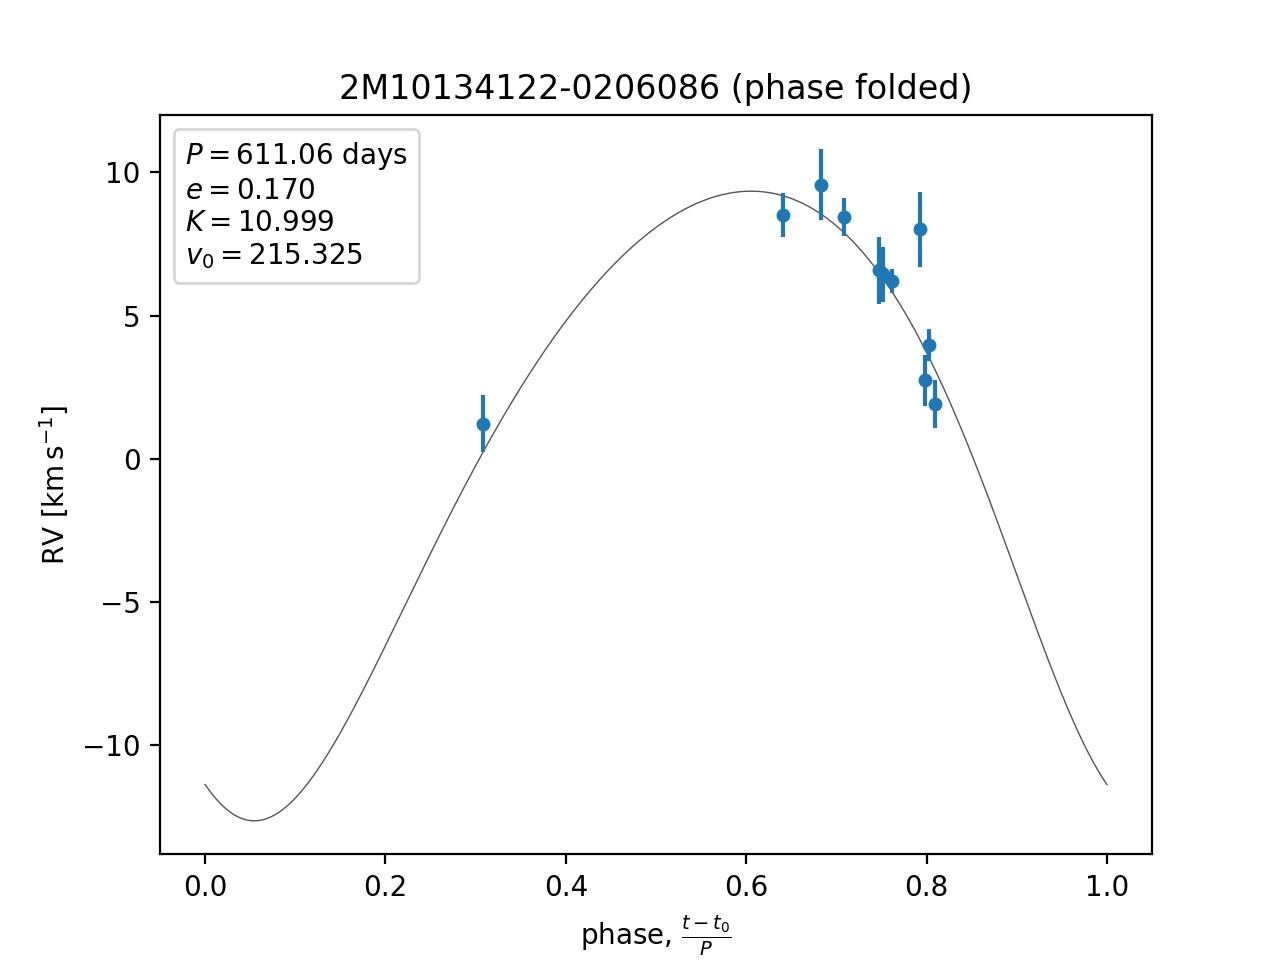 2M10134122-0206086 (phase folded)
P = 611.06 days
e = 0.170
K = 10.999
v₀ = 215.325
10
5
0
−5
−10
RV [km s⁻¹]
0.0 0.2 0.4 0.6 0.8 1.0
phase, (t − t₀)/P